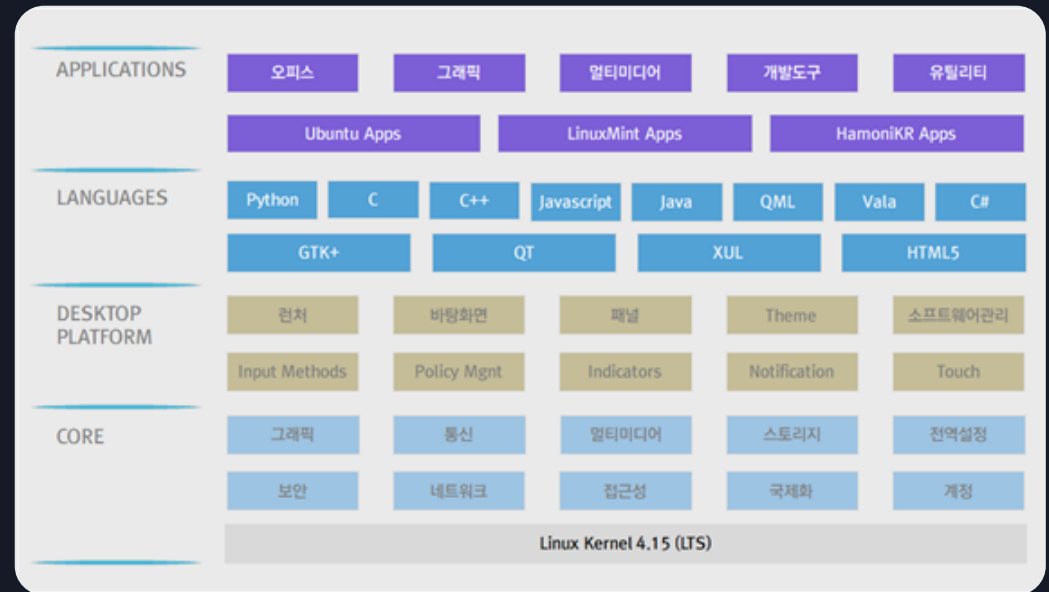 APPLICATIONS
오피스 그래픽 멀티미디어 개발도구 유틸리티
Ubuntu Apps LinuxMint Apps HamoniKR Apps
LANGUAGES
Python C C++ Javascript Java QML Vala C#
GTK+ QT XUL HTML5
DESKTOP
PLATFORM
런처 바탕화면 패널 Theme 소프트웨어관리
Input Methods Policy Mgnt Indicators Notification Touch
CORE
그래픽 통신 멀티미디어 스토리지 전역설정
보안 네트워크 접근성 국제화 계정
Linux Kernel 4.15 (LTS)